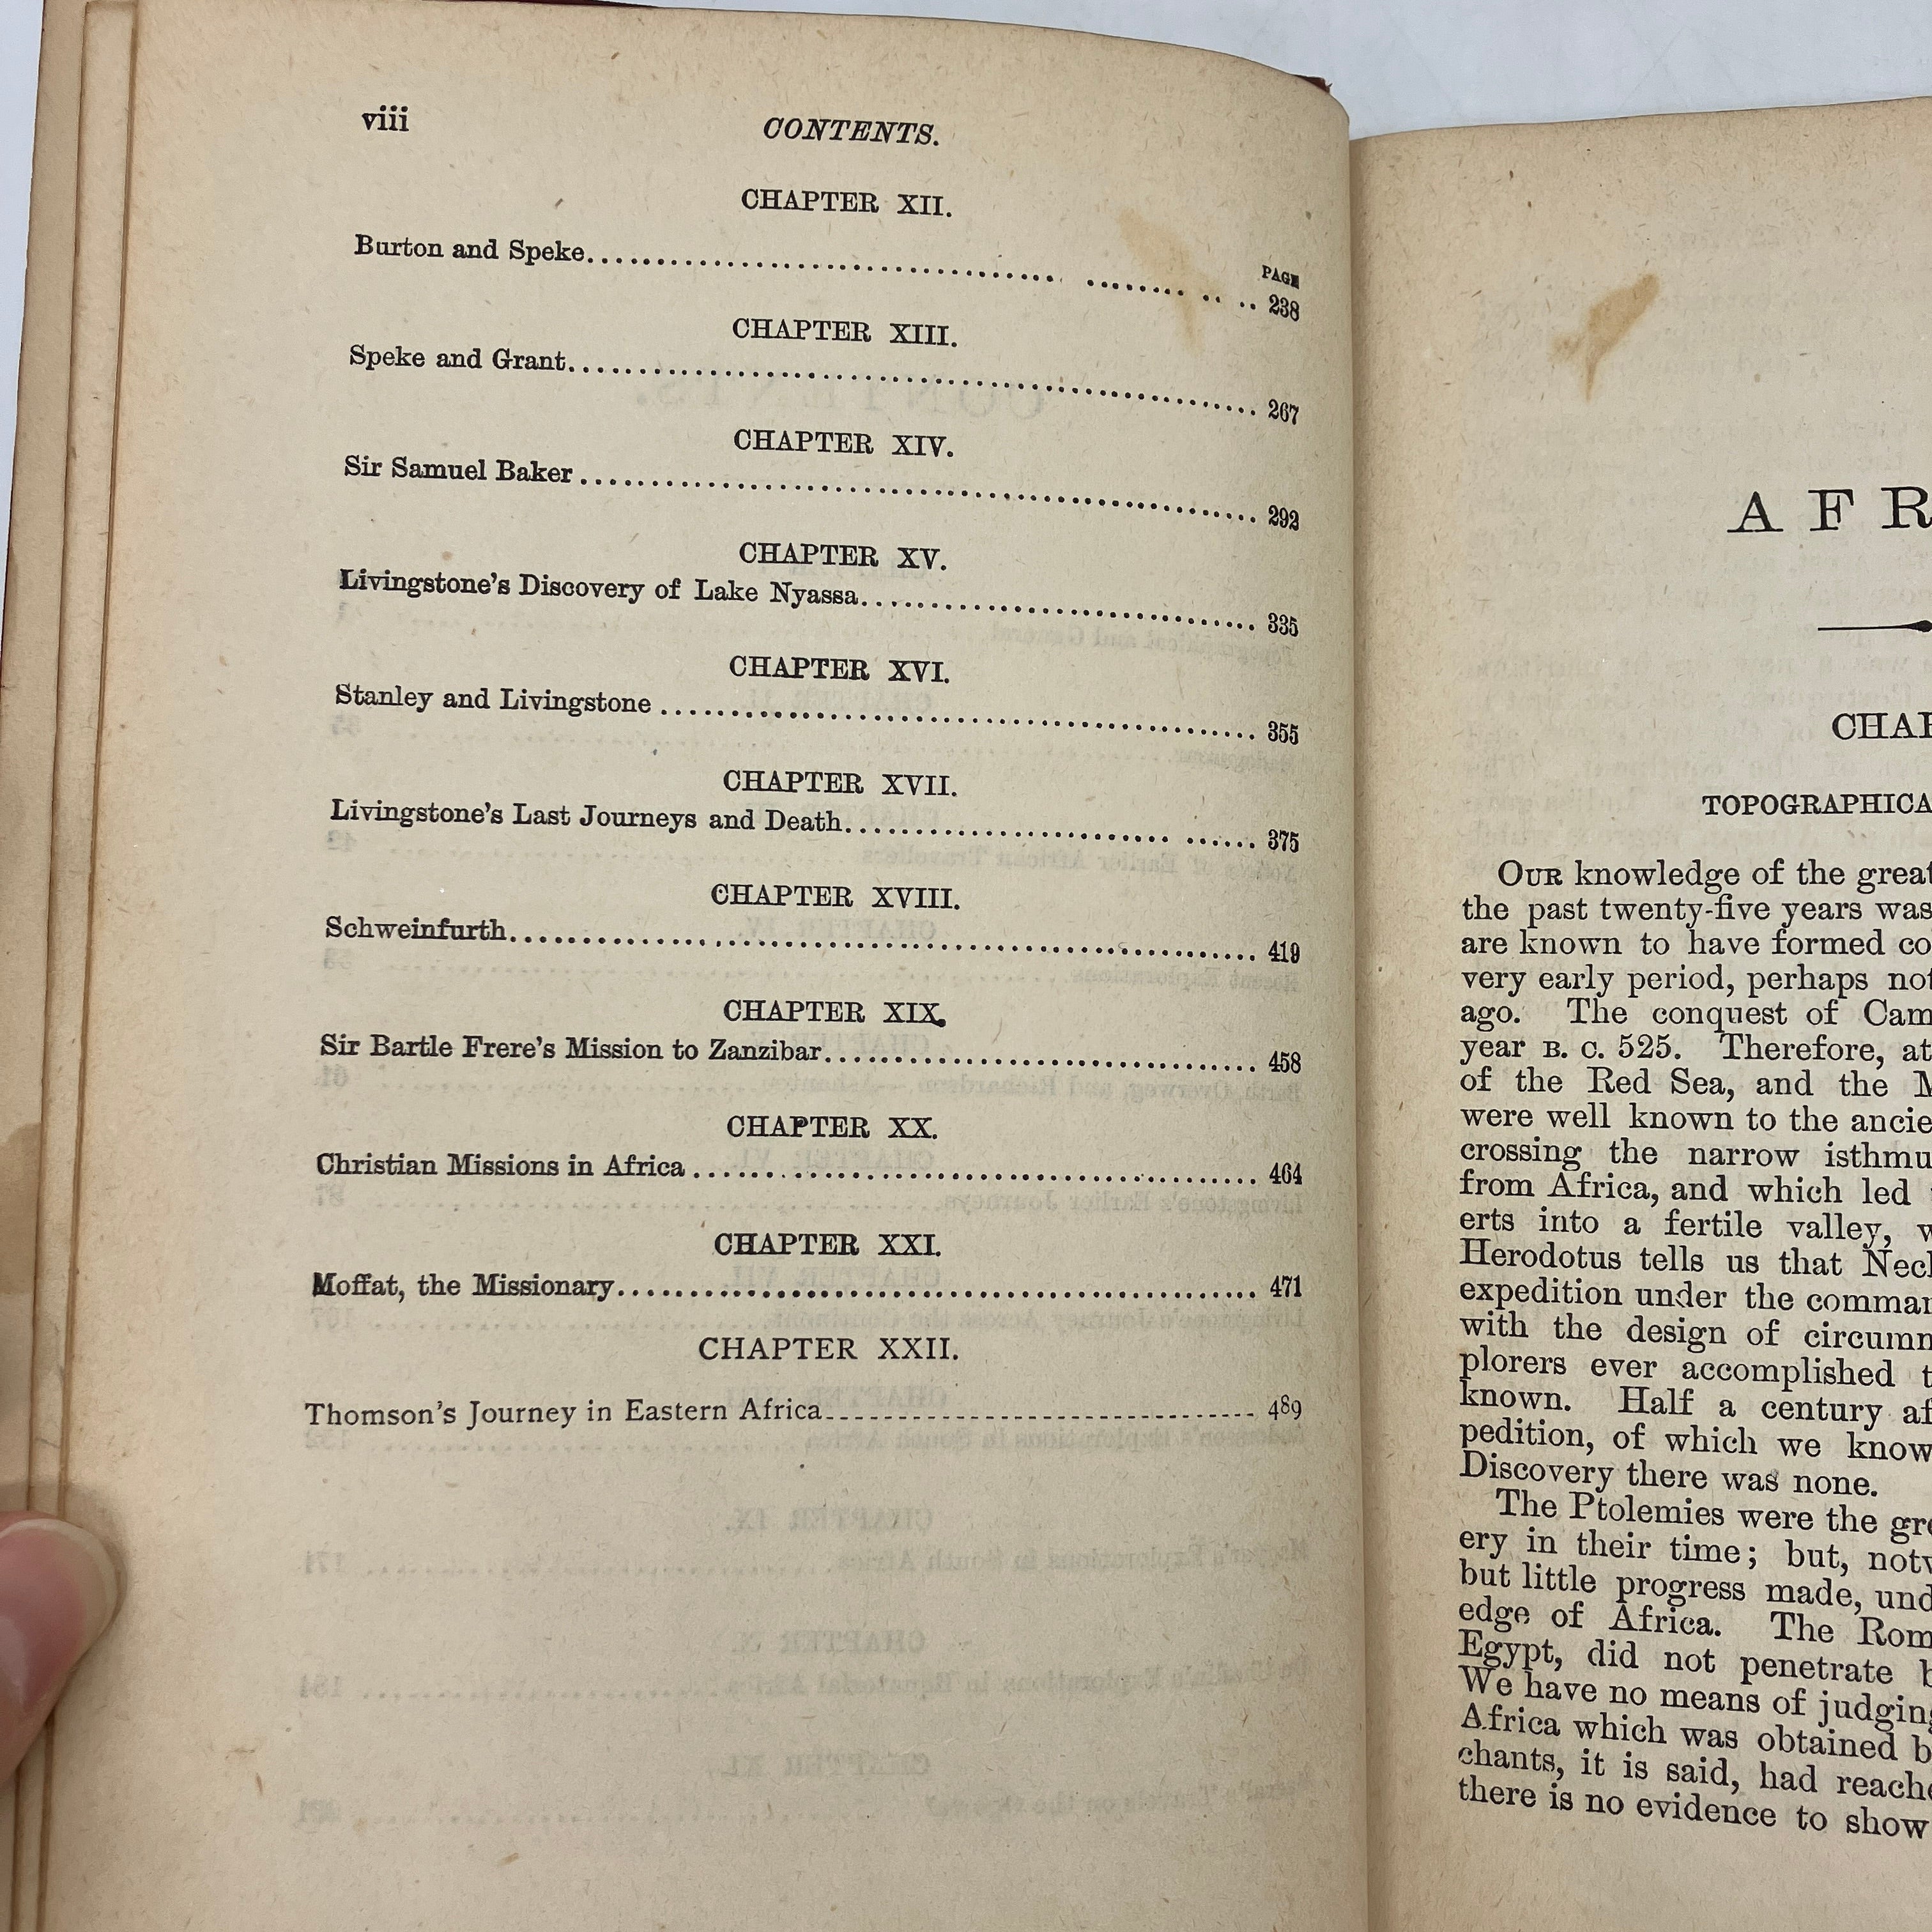 viii
CONTENTS.
CHAPTER XII.
PAGE
Burton and Speke.......................................... ......... .. .. 238
CHAPTER XIII.
Speke and Grant............................................................ 267
CHAPTER XIV.
Sir Samuel Baker ........................................................... 292
CHAPTER XV.
Livingstone's Discovery of Lake Nyassa................................... 335
CHAPTER XVI.
Stanley and Livingstone .................................................... 355
CHAPTER XVII.
Livingstone's Last Journeys and Death............................ ...... 375
CHAPTER XVIII.
Schweinfurth................................................................ 419
CHAPTER XIX.
Sir Bartle Frere's Mission to Zanzibar...................................... 458
CHAPTER XX.
Christian Missions in Africa ................................................. 464
CHAPTER XXI.
Moffat, the Missionary....................................................... 471
CHAPTER XXII.
Thomson's Journey in Eastern Africa------------------------------- 489
AFR
CHAP
TOPOGRAPHICA
OUR knowledge of the great
the past twenty-five years was
are known to have formed co
very early period, perhaps not
ago. The conquest of Cam
year B. C. 525. Therefore, at
of the Red Sea, and the M
were well known to the ancie
crossing the narrow isthmu
from Africa, and which led
erts into a fertile valley, w
Herodotus tells us that Nech
expedition under the comman
with the design of circumn
plorers ever accomplished t
known. Half a century af
pedition, of which we know
Discovery there was none.
The Ptolemies were the gre
ery in their time; but, notw
but little progress made, und
edge of Africa. The Rom
Egypt, did not penetrate b
We have no means of judging
Africa which was obtained b
chants, it is said, had reache
there is no evidence to show